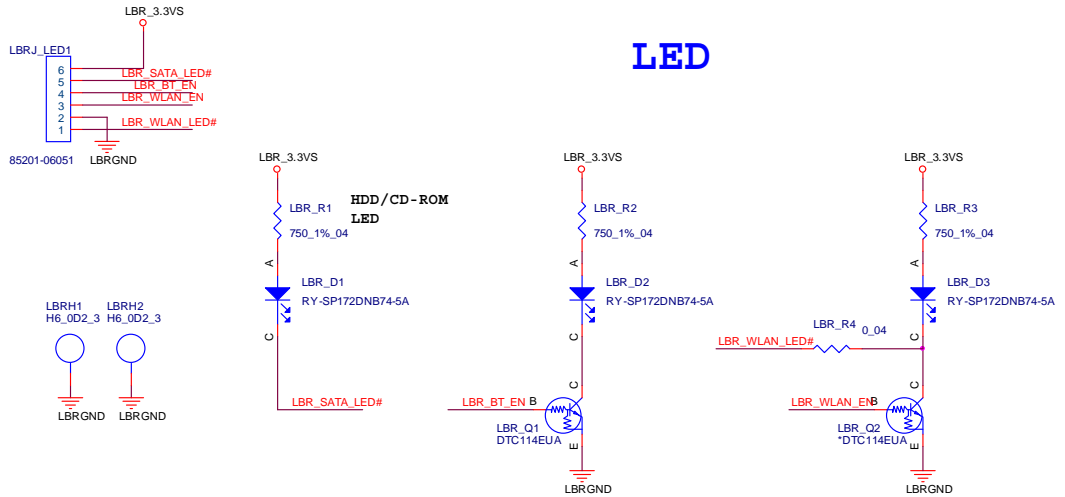 LED
LBR_3.3VS
LBRJ_LED1
6
5
4
3
2
1
LBR_SATA_LED#
LBR_BT_EN
LBR_WLAN_EN
LBR_WLAN_LED#
85201-06051
LBRGND
LBR_3.3VS
LBR_R1
750_1%_04
HDD/CD-ROM
LED
A
LBR_D1
RY-SP172DNB74-5A
C
LBR_SATA_LED#
LBR_3.3VS
LBR_R2
750_1%_04
A
LBR_D2
RY-SP172DNB74-5A
C
C
LBR_BT_EN
B
LBR_Q1
DTC114EUA
E
LBRGND
LBR_3.3VS
LBR_R3
750_1%_04
A
LBR_D3
RY-SP172DNB74-5A
C
LBR_R4
0_04
LBR_WLAN_LED#
C
LBR_WLAN_EN
B
LBR_Q2
*DTC114EUA
E
LBRGND
LBRH1
H6_0D2_3
LBRGND
LBRH2
H6_0D2_3
LBRGND